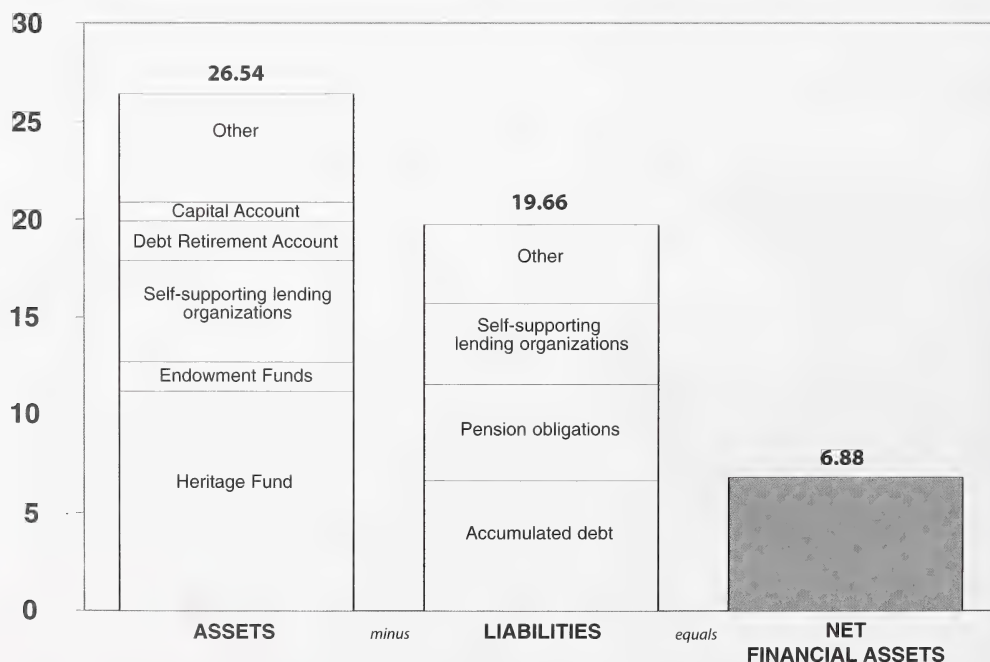 30
25
20
15
10
5
0
26.54
Other
Capital Account
Debt Retirement Account
Self-supporting lending
organizations
Endowment Funds
Heritage Fund
ASSETS
minus
19.66
Other
Self-supporting
lending organizations
Pension obligations
Accumulated debt
LIABILITIES
equals
6.88
NET
FINANCIAL ASSETS